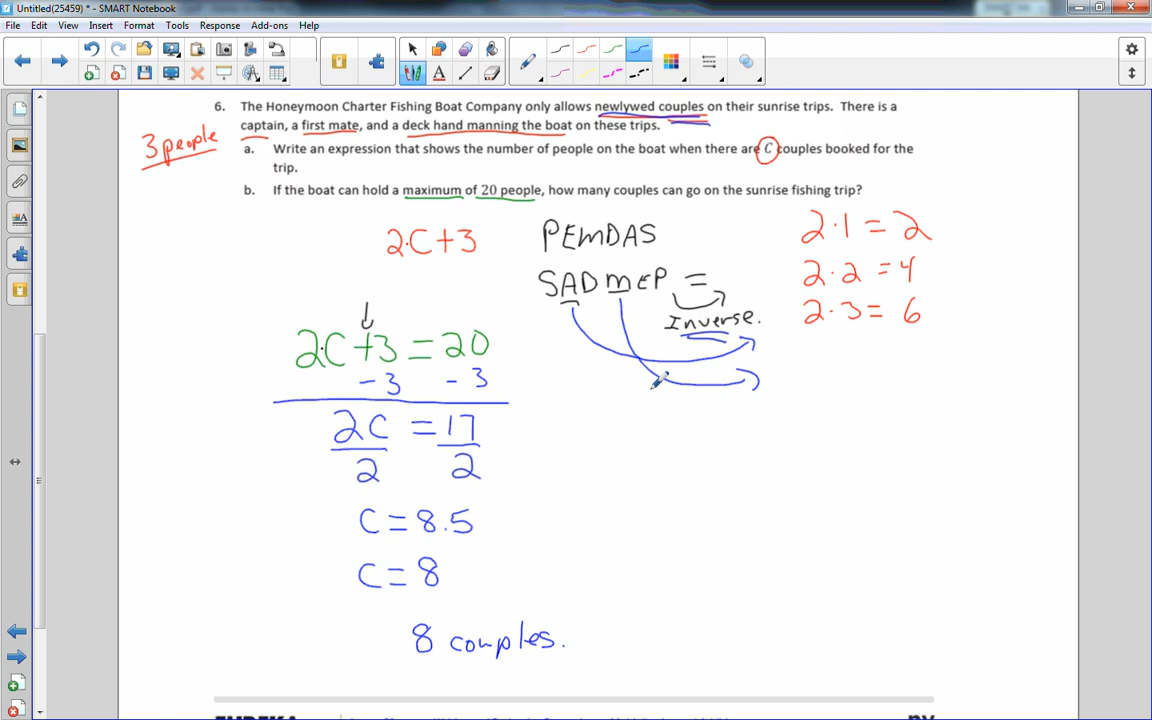 Untitled(25459) * - SMART Notebook
File Edit View Insert Format Tools Response Add-ons Help
6. The Honeymoon Charter Fishing Boat Company only allows newlywed couples on their sunrise trips. There is a
captain, a first mate, and a deck hand manning the boat on these trips.
3 people
a. Write an expression that shows the number of people on the boat when there are C couples booked for the
trip.
b. If the boat can hold a maximum of 20 people, how many couples can go on the sunrise fishing trip?
2·C+3
PEMDAS
SADMEP =
Inverse.
2·1 = 2
2·2 = 4
2·3 = 6
2·C+3 = 20
-3 -3
2C = 17
2 2
C = 8.5
C = 8
8 couples.